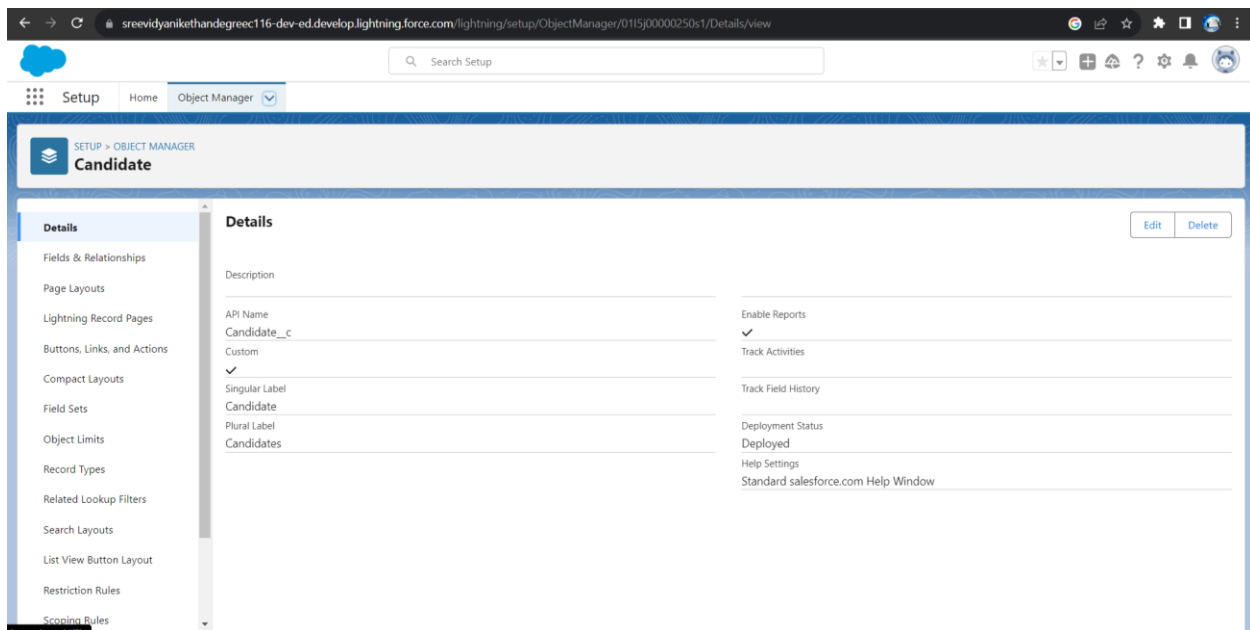 sreevidyanikethandegreec116-dev-ed.develop.lightning.force.com/lightning/setup/ObjectManager/01I5j00000250s1/Details/view
Search Setup
Setup Home Object Manager
SETUP > OBJECT MANAGER
Candidate
Details
Fields & Relationships
Page Layouts
Lightning Record Pages
Buttons, Links, and Actions
Compact Layouts
Field Sets
Object Limits
Record Types
Related Lookup Filters
Search Layouts
List View Button Layout
Restriction Rules
Scoping Rules
Details
Edit Delete
Description
API Name
Candidate__c
Custom
Singular Label
Candidate
Plural Label
Candidates
Enable Reports
Track Activities
Track Field History
Deployment Status
Deployed
Help Settings
Standard salesforce.com Help Window